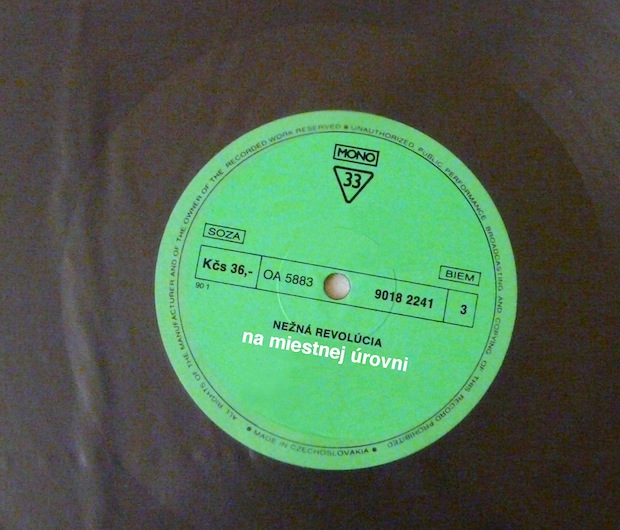 ALL RIGHTS OF THE MANUFACTURER AND OF THE OWNER OF THE RECORDED WORK RESERVED ● UNAUTHORIZED PUBLIC PERFORMANCE BROADCASTING AND COPYING OF THIS RECORD PROHIBITED
MONO
33
SOZA
BIEM
Kčs 36,- OA 5883 9018 2241 3
90 1
NEŽNÁ REVOLÚCIA
na miestnej úrovni
● MADE IN CZECHOSLOVAKIA ●